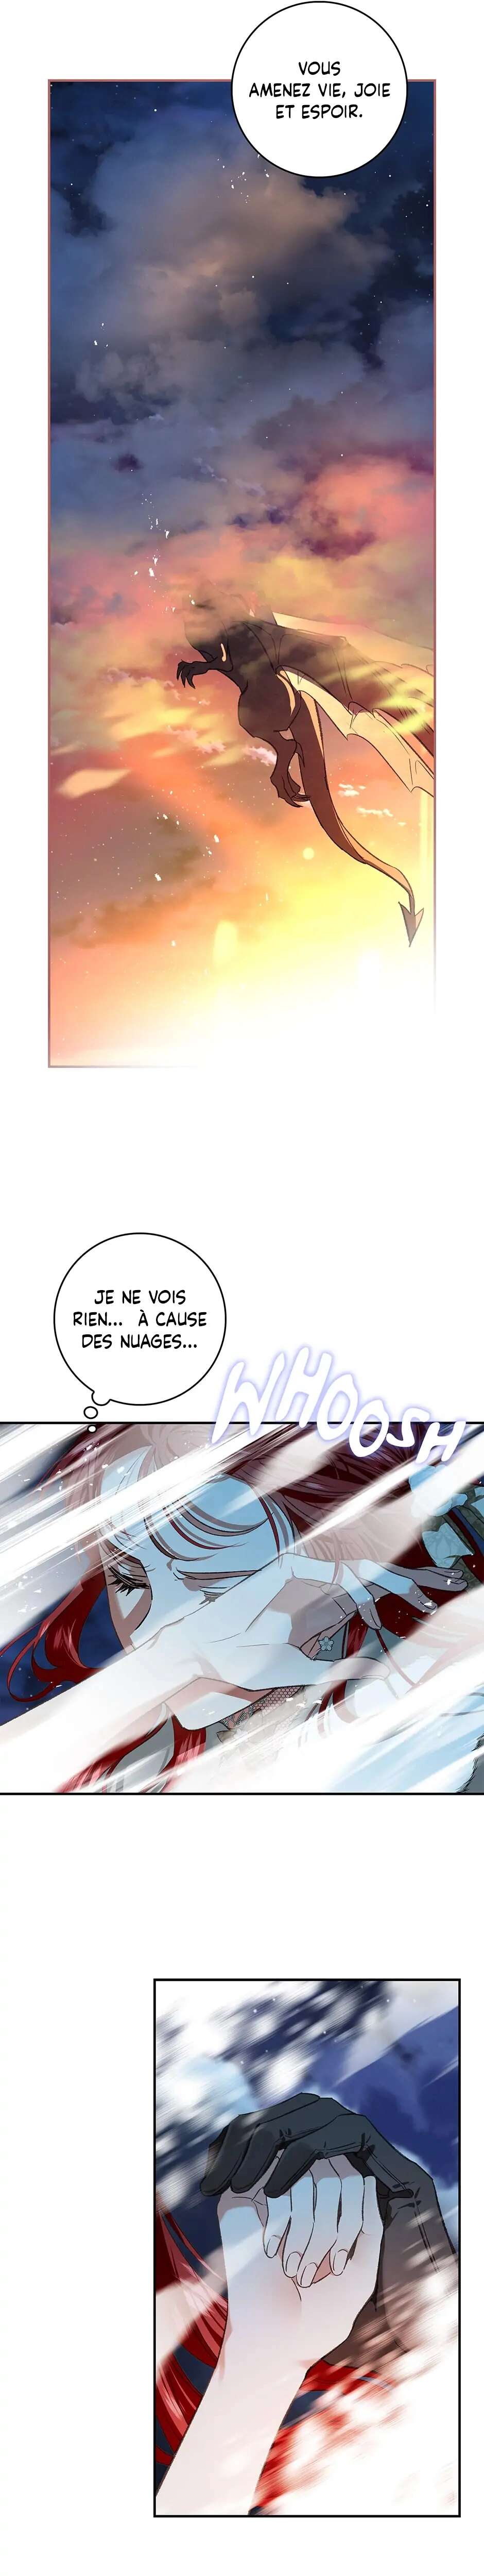 VOUS
AMENEZ VIE, JOIE
ET ESPOIR.
JE NE VOIS
RIEN... À CAUSE
DES NUAGES...
WHOOSH